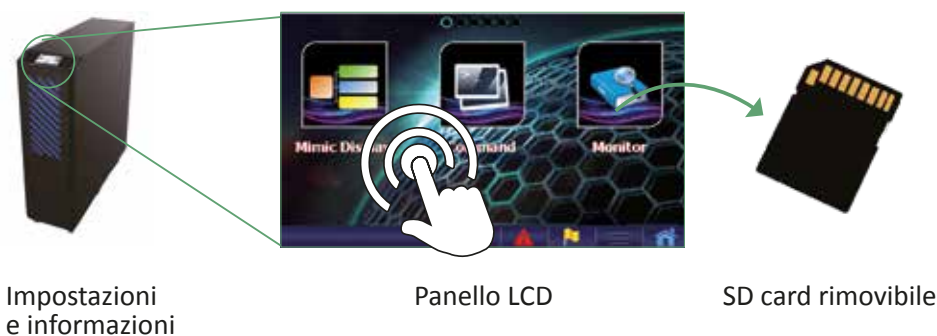 Mimic Display Command Monitor
Impostazioni
e informazioni
Panello LCD
SD card rimovibile